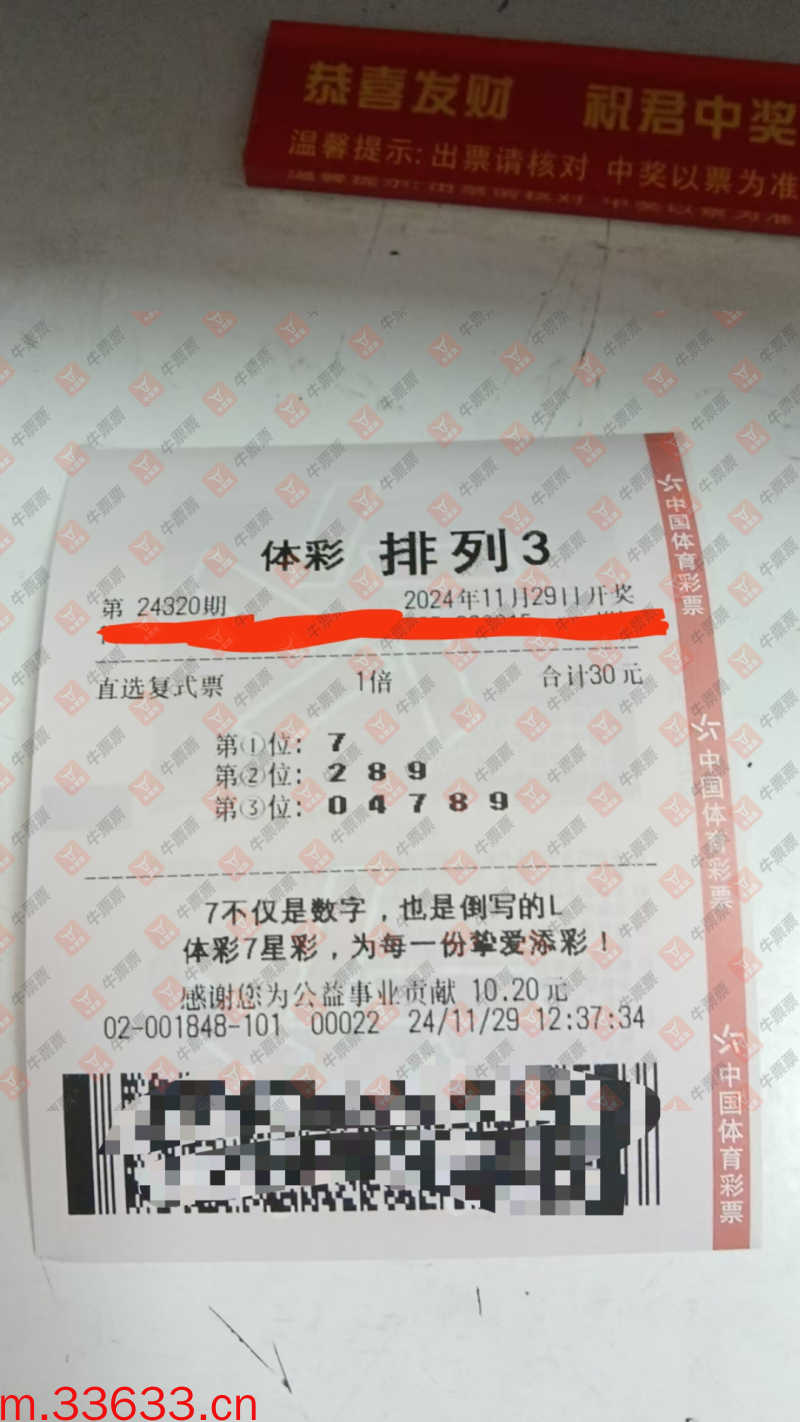 恭喜发财 祝君中奖
温馨提示:出票请核对 中奖以票为准
体彩 排列3
第 24320期 2024年11月29日开奖
直选复式票 1倍 合计30元
第①位: 7
第②位: 2 8 9
第③位: 0 4 7 8 9
7不仅是数字，也是倒写的L
体彩7星彩，为每一份挚爱添彩！
感谢您为公益事业贡献 10.20元
02-001848-101 00022 24/11/29 12:37:34
中国体育彩票
中国体育彩票
中国体育彩票
牛票票
m.33633.cn